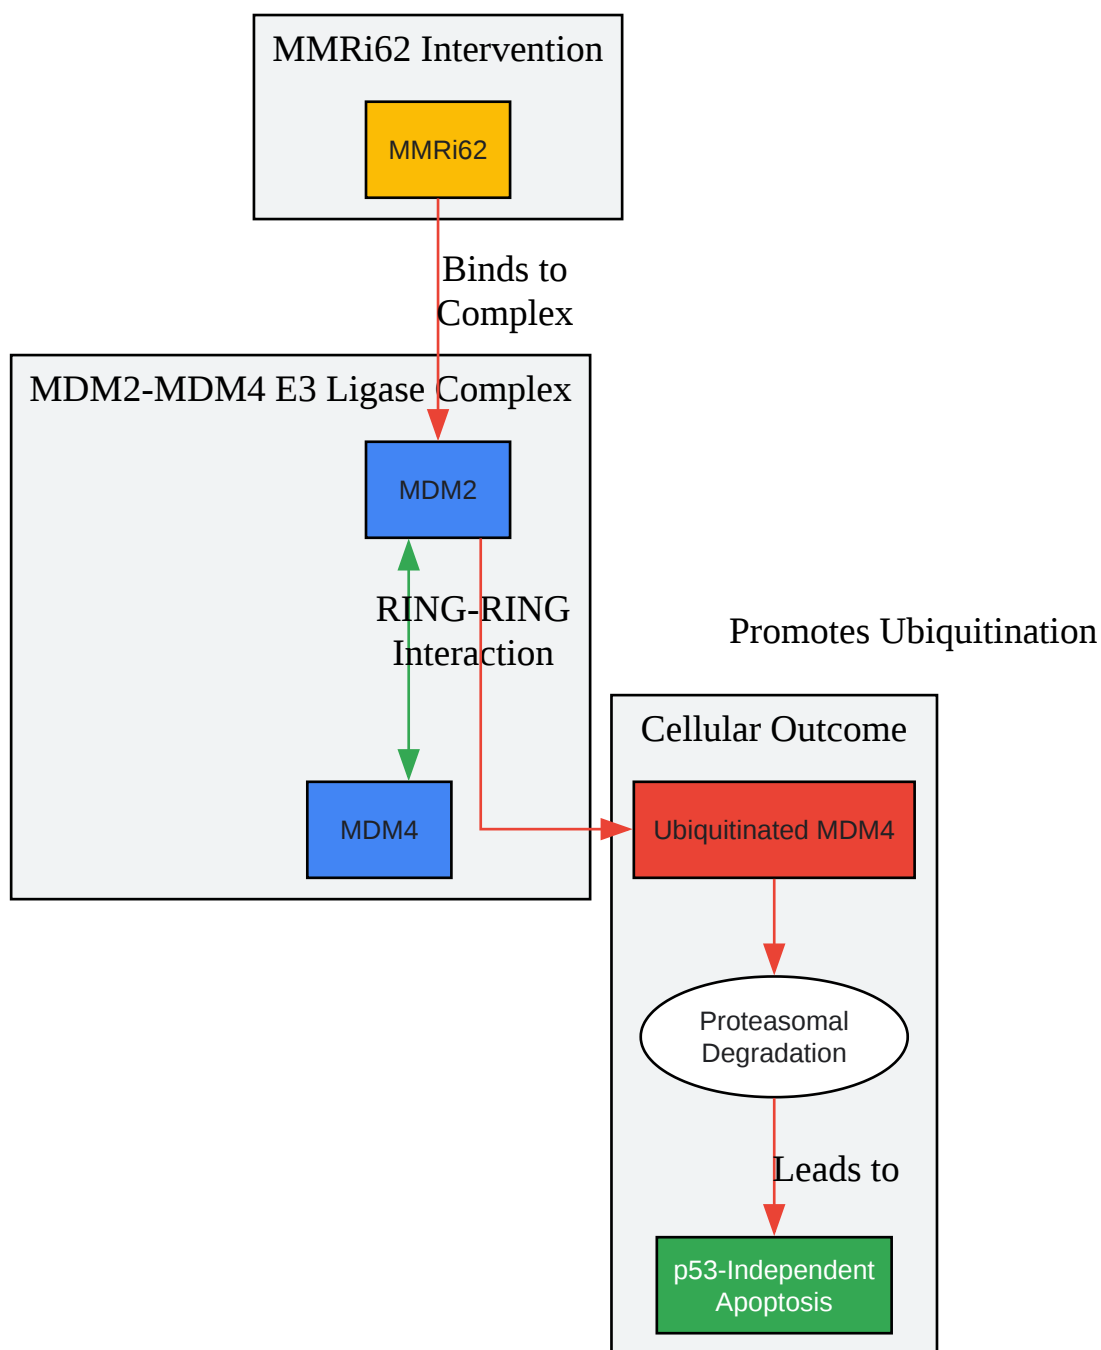 MMRi62 Intervention
MMRi62
Binds to
Complex
MDM2-MDM4 E3 Ligase Complex
MDM2
RING-RING
Interaction
Promotes Ubiquitination
MDM4
Cellular Outcome
Ubiquitinated MDM4
Proteasomal
Degradation
Leads to
p53-Independent
Apoptosis